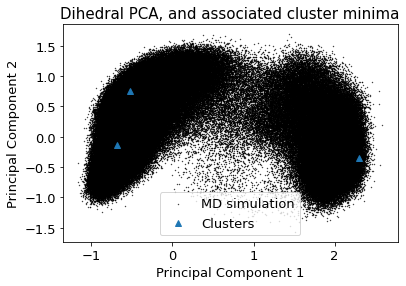 Dihedral PCA, and associated cluster minima
Principal Component 2
1.5
1.0
0.5
0.0
−0.5
−1.0
−1.5
MD simulation
Clusters
−1
0
1
2
Principal Component 1